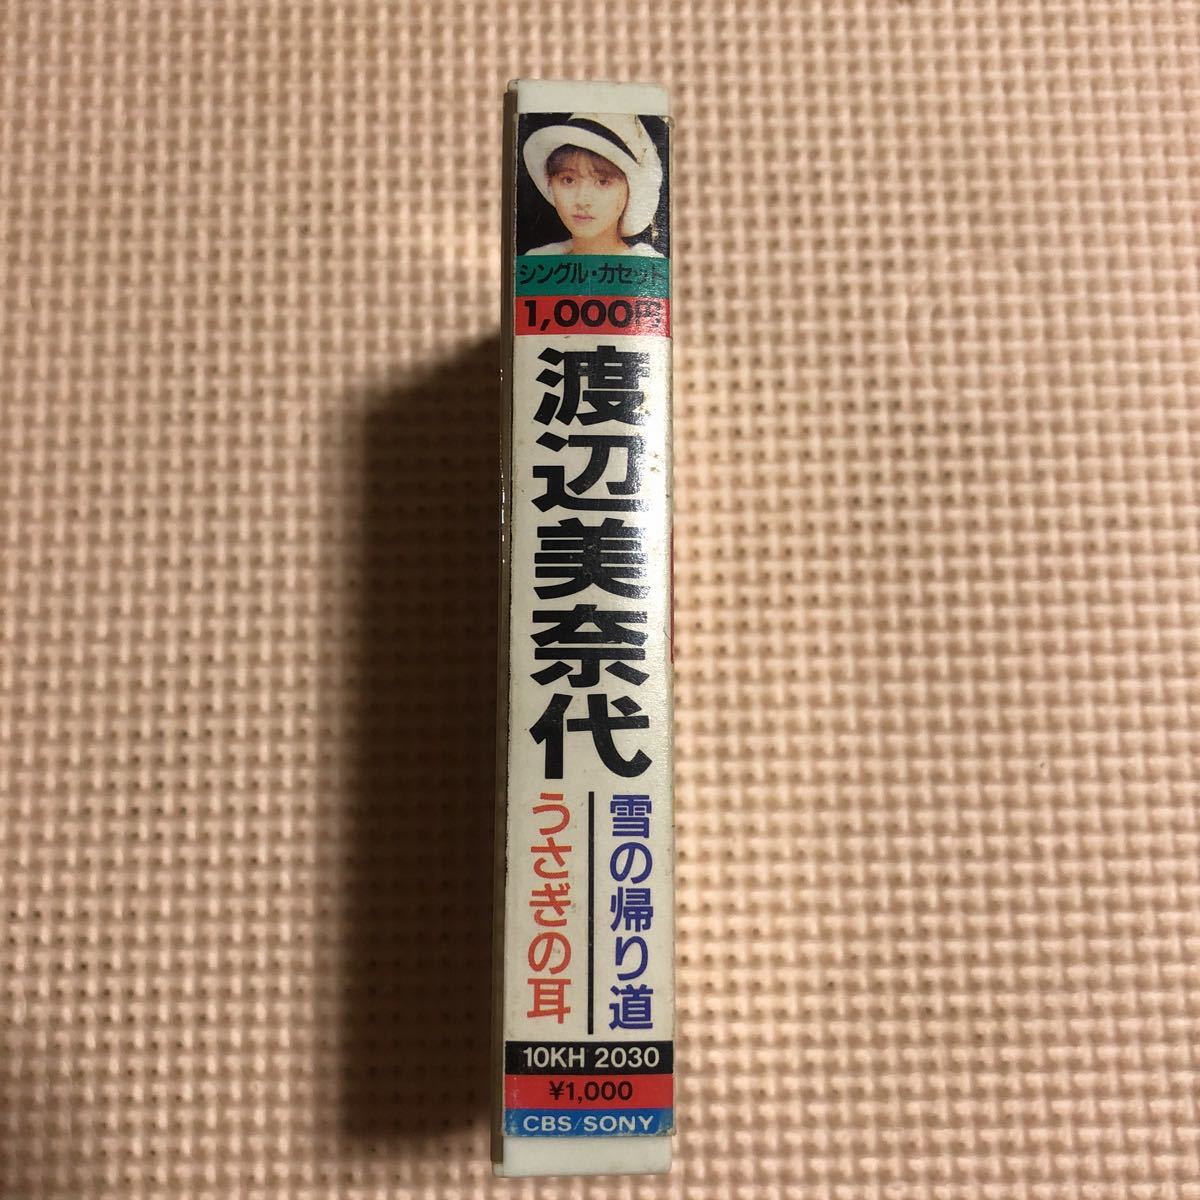 シングル・カセット
1,000円
渡辺美奈代
雪の帰り道
うさぎの耳
10KH 2030
¥1,000
CBS/SONY